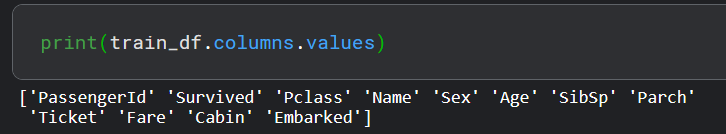 print(train_df.columns.values)
['PassengerId' 'Survived' 'Pclass' 'Name' 'Sex' 'Age' 'SibSp' 'Parch'
 'Ticket' 'Fare' 'Cabin' 'Embarked']